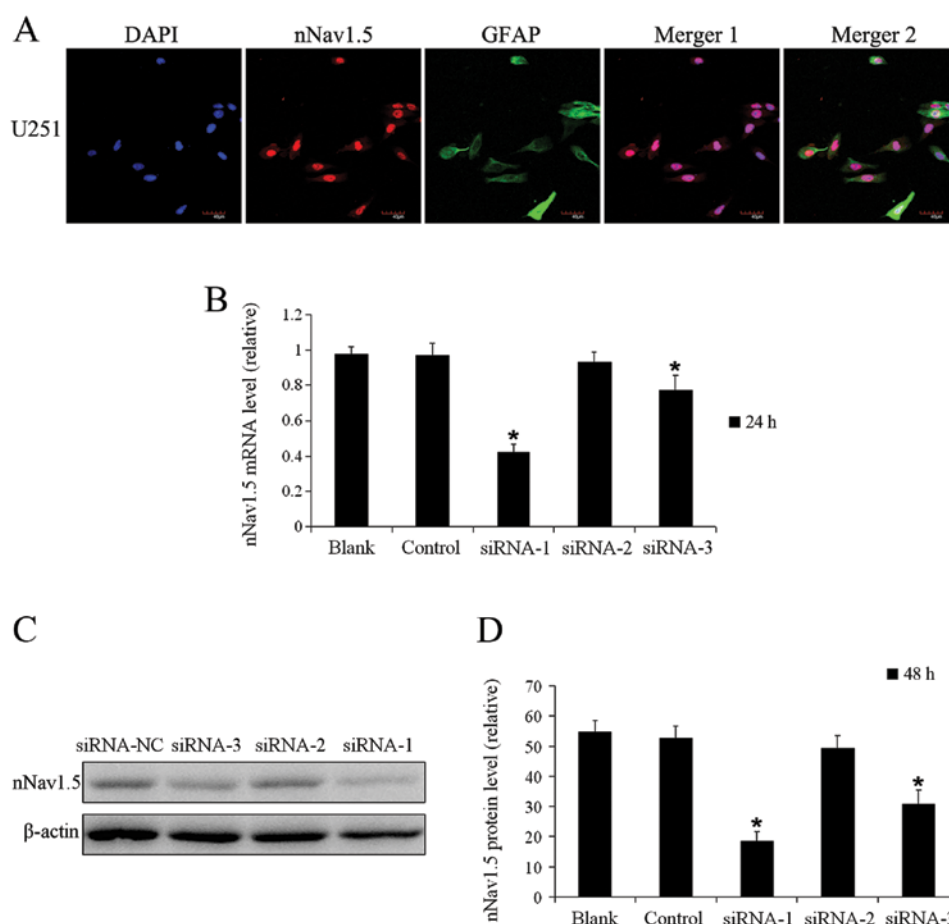 A
DAPI nNav1.5 GFAP Merger 1 Merger 2
U251
B
nNav1.5 mRNA level (relative)
1.2
1
0.8
0.6
0.4
0.2
0
* *
24 h
Blank Control siRNA-1 siRNA-2 siRNA-3
C
siRNA-NC siRNA-3 siRNA-2 siRNA-1
nNav1.5
β-actin
D
48 h
nNav1.5 protein level (relative)
70
60
50
40
30
20
10
0
* *
Blank Control siRNA-1 siRNA-2